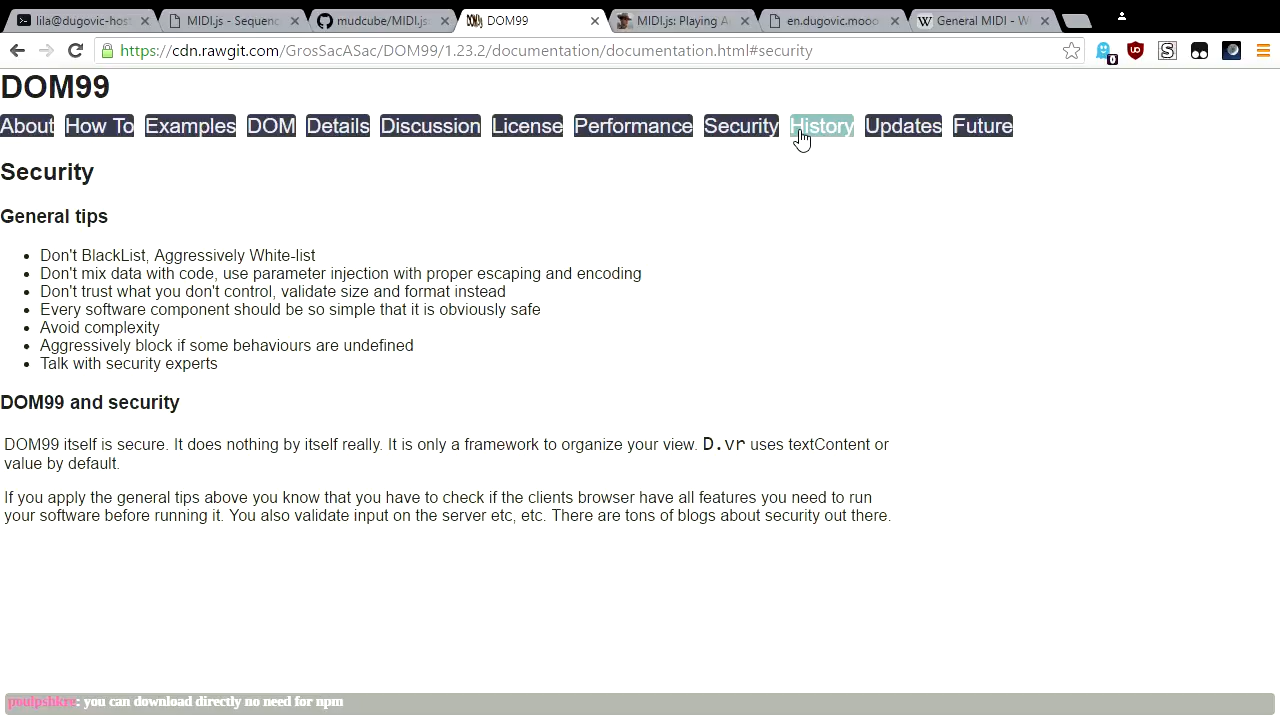 lila@dugovic-host
MIDI.js - Sequenc
mudcube/MIDI.js
DOM99
MIDI.js: Playing A
en.dugovic.mooo
General MIDI - W
https://cdn.rawgit.com/GrosSacASac/DOM99/1.23.2/documentation/documentation.html#security
DOM99
About How To Examples DOM Details Discussion License Performance Security History Updates Future
Security
General tips
Don't BlackList, Aggressively White-list
Don't mix data with code, use parameter injection with proper escaping and encoding
Don't trust what you don't control, validate size and format instead
Every software component should be so simple that it is obviously safe
Avoid complexity
Aggressively block if some behaviours are undefined
Talk with security experts
DOM99 and security
DOM99 itself is secure. It does nothing by itself really. It is only a framework to organize your view. D.vr uses textContent or
value by default.
If you apply the general tips above you know that you have to check if the clients browser have all features you need to run
your software before running it. You also validate input on the server etc, etc. There are tons of blogs about security out there.
poulpshkre: you can download directly no need for npm